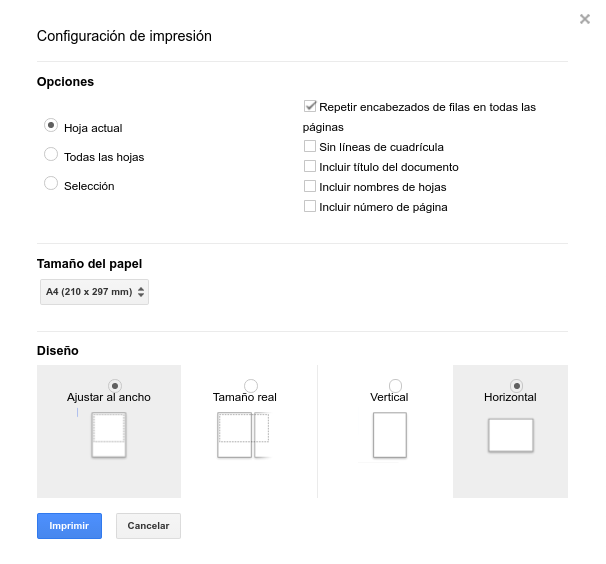 Configuración de impresión
Opciones
Hoja actual
Todas las hojas
Selección
Repetir encabezados de filas en todas las
páginas
Sin líneas de cuadrícula
Incluir título del documento
Incluir nombres de hojas
Incluir número de página
Tamaño del papel
A4 (210 x 297 mm)
Diseño
Ajustar al ancho
Tamaño real
Vertical
Horizontal
Imprimir
Cancelar